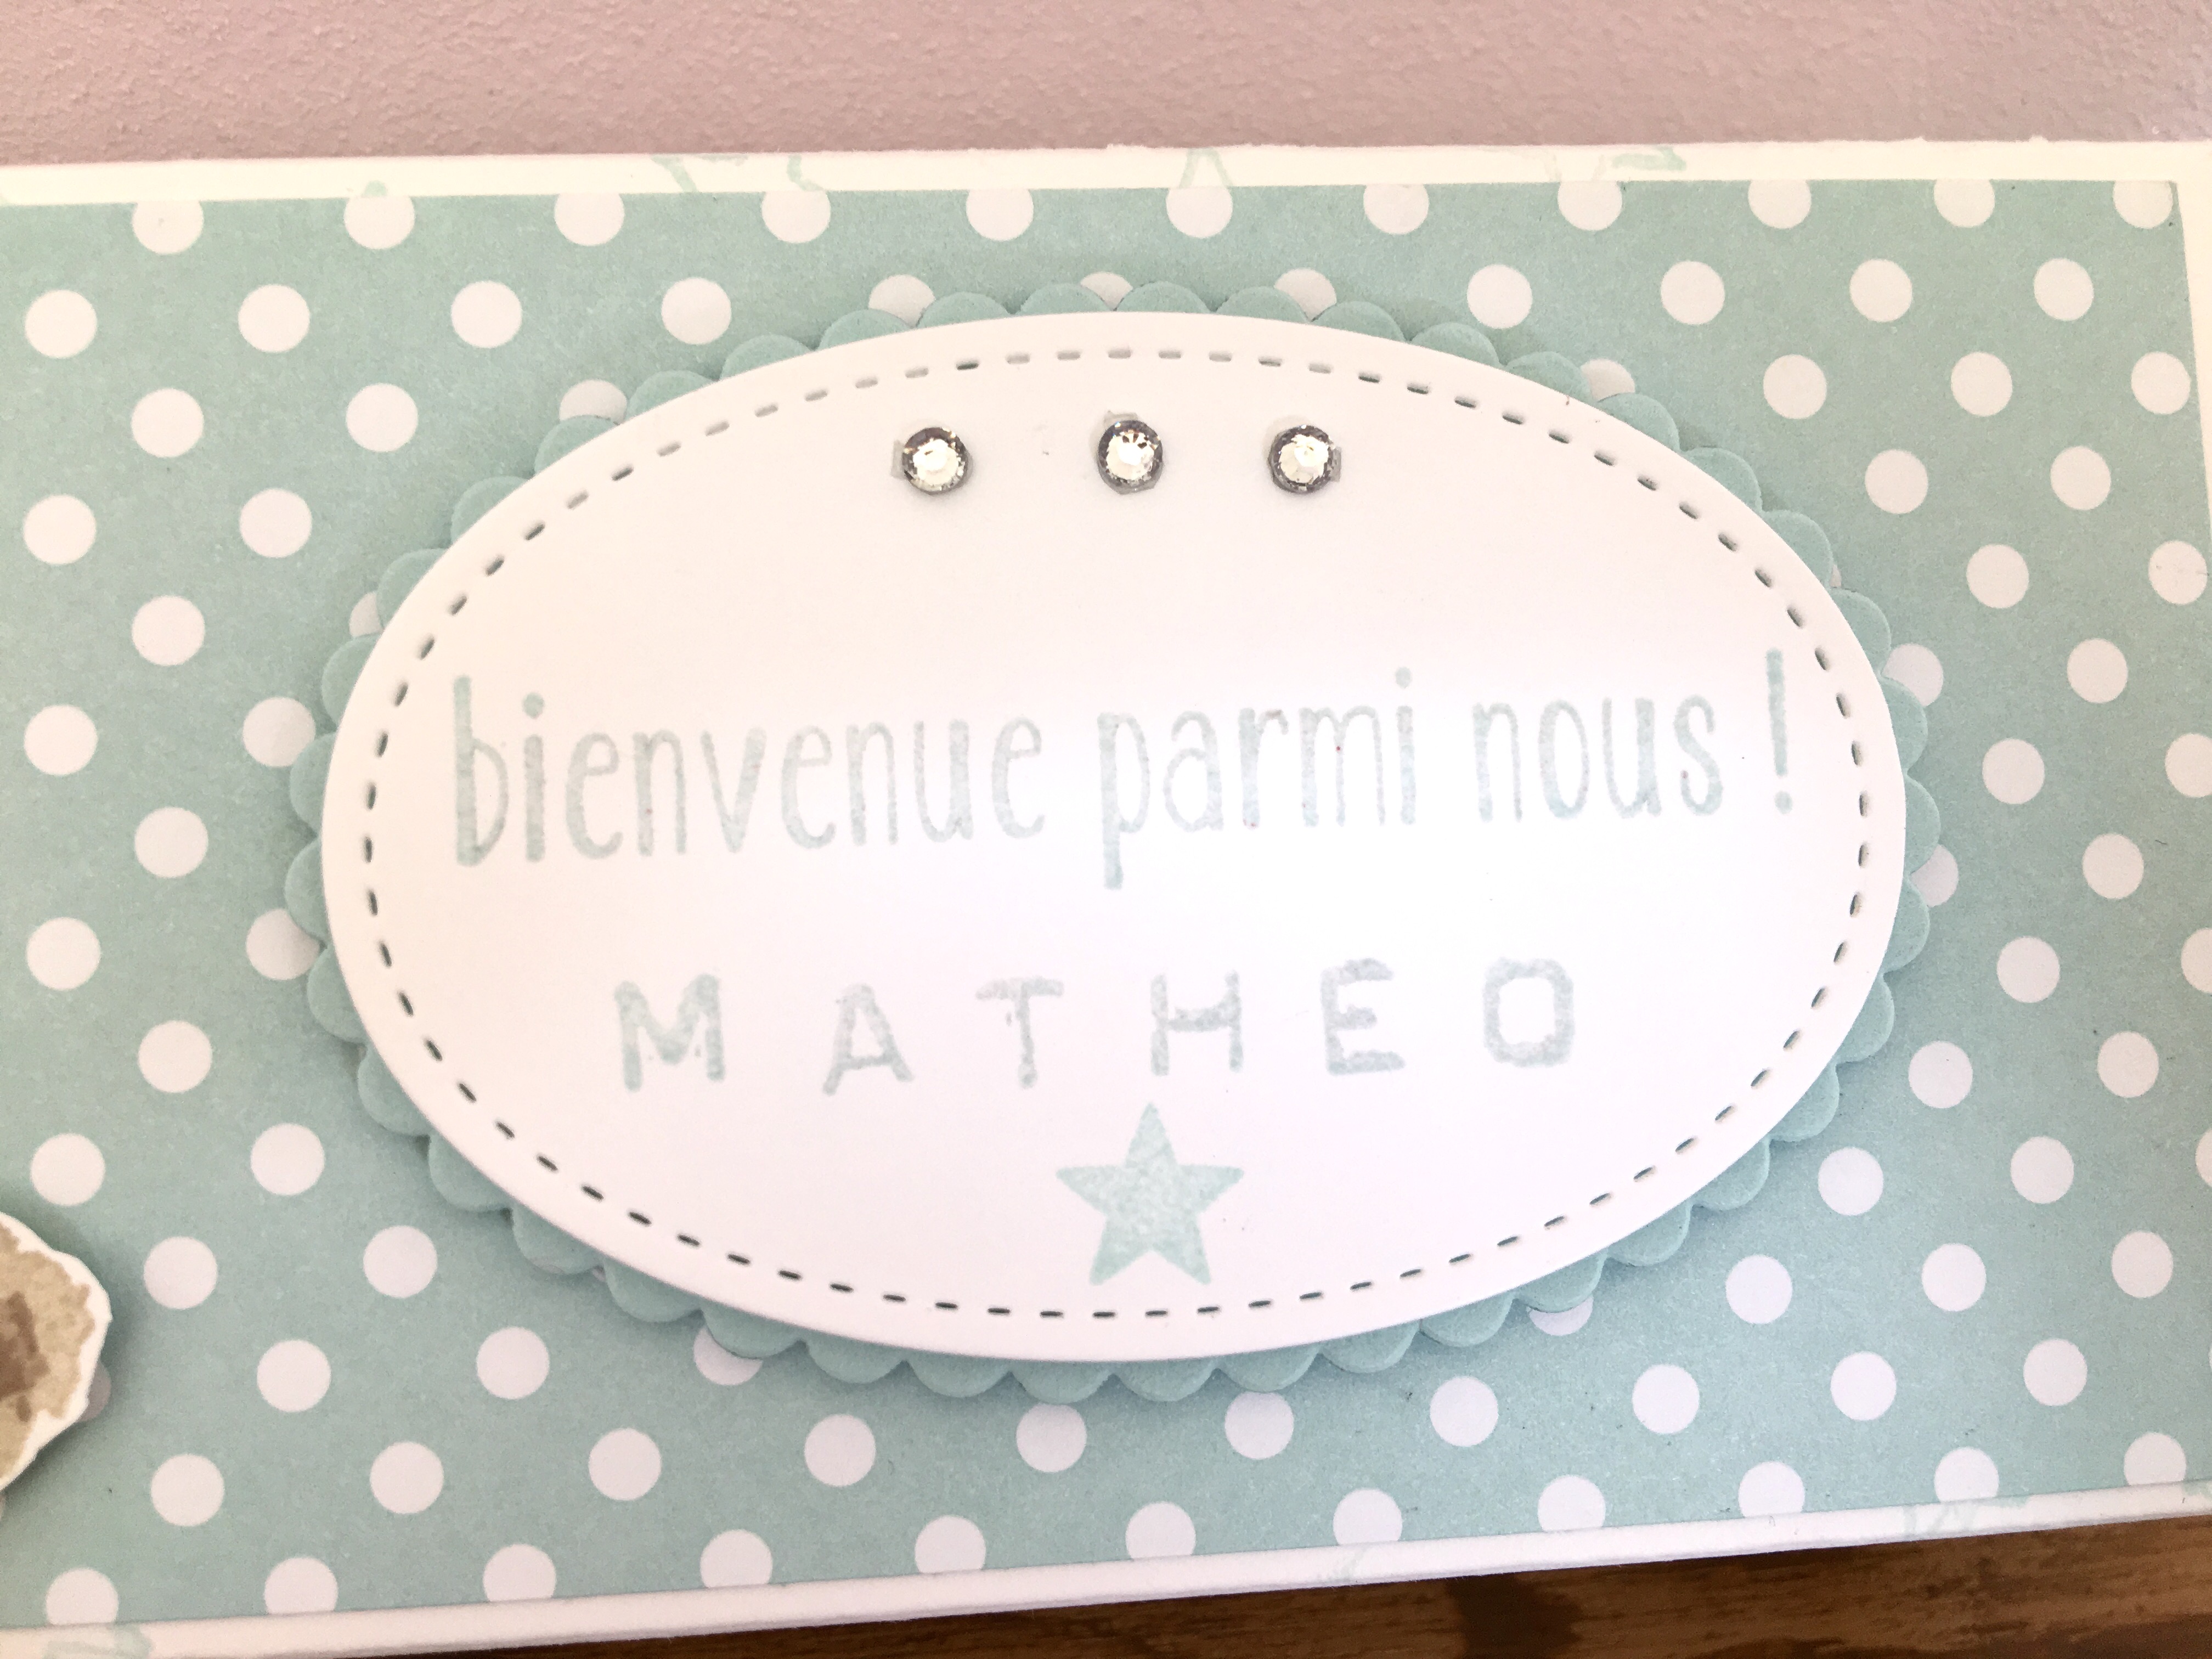 bienvenue parmi nous !
MATHEO